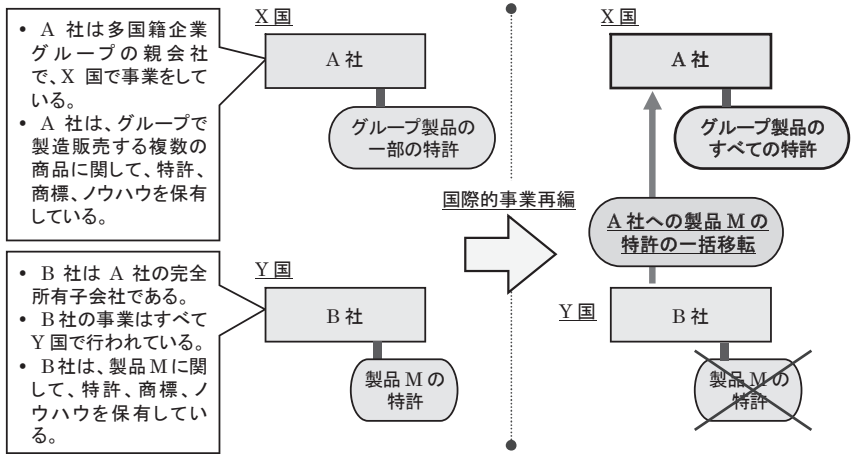 • A 社は多国籍企業
グループの親会社
で、X 国で事業をして
いる。
• A 社は、グループで
製造販売する複数の
商品に関して、特許、
商標、ノウハウを保有
している。
X 国
A 社
グループ製品の
一部の特許
• B 社は A 社の完全
所有子会社である。
• B社の事業はすべて
Y 国で行われている。
• B社は、製品Mに関
して、特許、商標、ノ
ウハウを保有してい
る。
Y 国
B 社
製品 M の
特許
国際的事業再編
X 国
A 社
グループ製品の
すべての特許
A 社への製品 M の
特許の一括移転
Y 国
B 社
製品 M の
特許